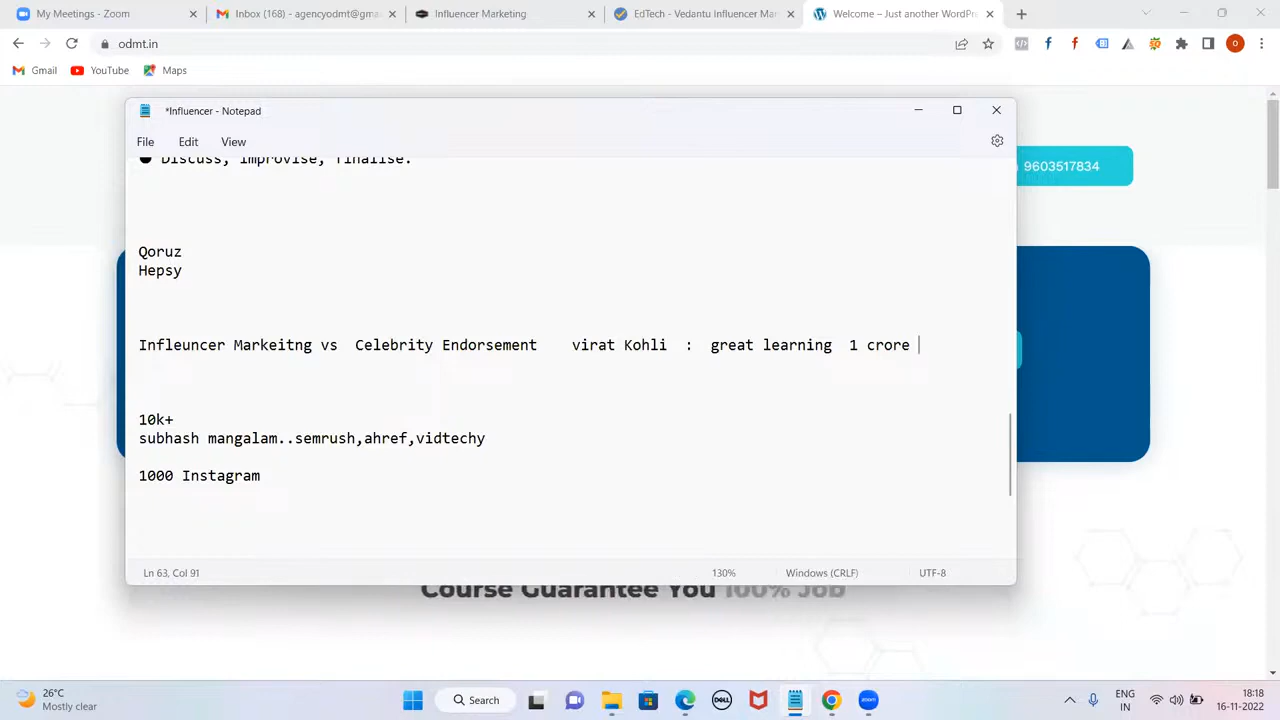 My Meetings - Zoom
Inbox (168) - agencyodmt@gma
Influencer Marketing
EdTech - Vedantu Influencer Mar
Welcome – Just another WordPr
odmt.in
Gmail
YouTube
Maps
*Influencer - Notepad
File Edit View
● Discuss, improvise, finalise.
9603517834
Qoruz
Hepsy
Infleuncer Markeitng vs Celebrity Endorsement virat Kohli : great learning 1 crore
10k+
subhash mangalam..semrush,ahref,vidtechy
1000 Instagram
Ln 63, Col 91
130%
Windows (CRLF)
UTF-8
Course Guarantee You 100% Job
26°C
Mostly clear
Search
DELL
ENG
IN
18:18
16-11-2022